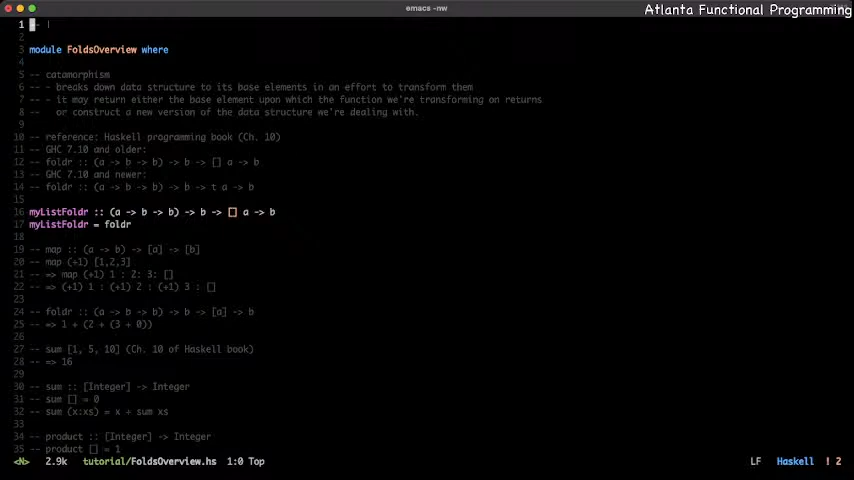 emacs -nw
Atlanta Functional Programming
1 -- |
2
3 module FoldsOverview where
4
5 -- catamorphism
6 -- - breaks down data structure to its base elements in an effort to transform them
7 -- - it may return either the base element upon which the function we're transforming on returns
8 --   or construct a new version of the data structure we're dealing with.
9
10 -- reference: Haskell programming book (Ch. 10)
11 -- GHC 7.10 and older:
12 -- foldr :: (a -> b -> b) -> b -> [] a -> b
13 -- GHC 7.10 and newer:
14 -- foldr :: (a -> b -> b) -> b -> t a -> b
15
16 myListFoldr :: (a -> b -> b) -> b -> [] a -> b
17 myListFoldr = foldr
18
19 -- map :: (a -> b) -> [a] -> [b]
20 -- map (+1) [1,2,3]
21 -- => map (+1) 1 : 2: 3: []
22 -- => (+1) 1 : (+1) 2 : (+1) 3 : []
23
24 -- foldr :: (a -> b -> b) -> b -> [a] -> b
25 -- => 1 + (2 + (3 + 0))
26
27 -- sum [1, 5, 10] (Ch. 10 of Haskell book)
28 -- => 16
29
30 -- sum :: [Integer] -> Integer
31 -- sum [] = 0
32 -- sum (x:xs) = x + sum xs
33
34 -- product :: [Integer] -> Integer
35 -- product [] = 1
<N> 2.9k tutorial/FoldsOverview.hs 1:0 Top LF Haskell ! 2